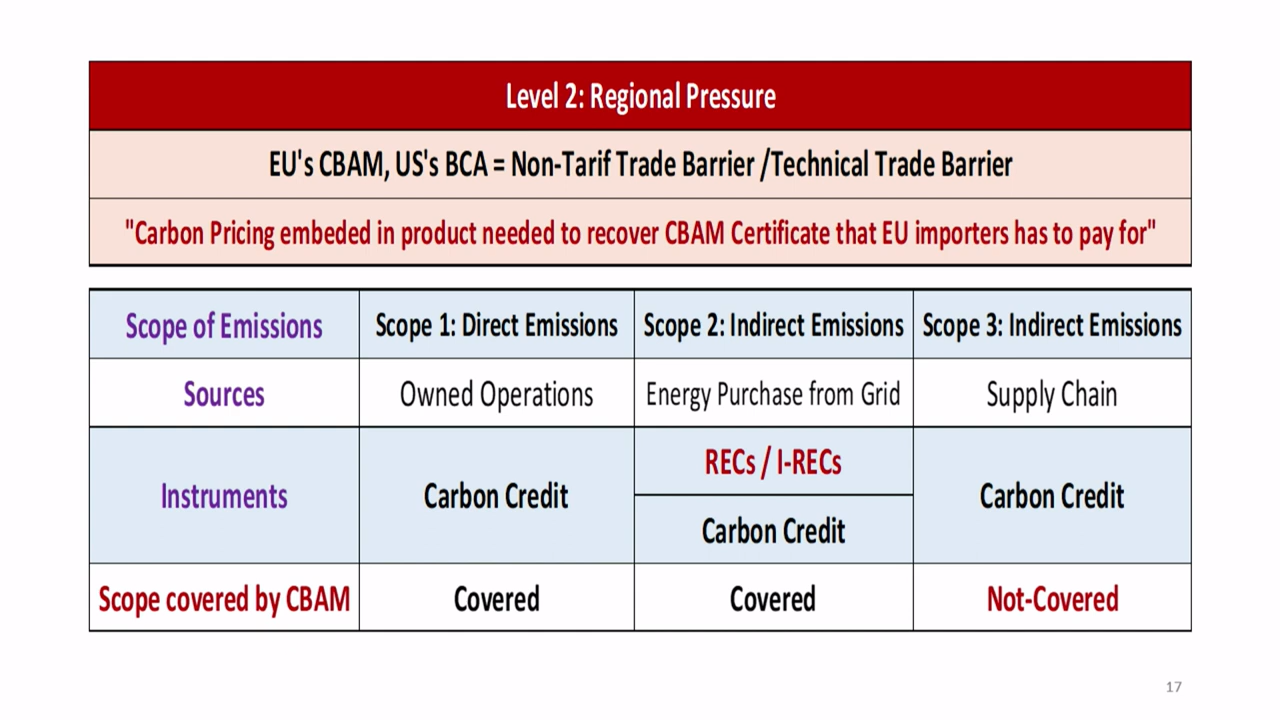 Level 2: Regional Pressure
EU's CBAM, US's BCA = Non-Tarif Trade Barrier /Technical Trade Barrier
"Carbon Pricing embeded in product needed to recover CBAM Certificate that EU importers has to pay for"
Scope of Emissions Scope 1: Direct Emissions Scope 2: Indirect Emissions Scope 3: Indirect Emissions
Sources Owned Operations Energy Purchase from Grid Supply Chain
RECs / I-RECs
Instruments Carbon Credit Carbon Credit
Carbon Credit
Scope covered by CBAM Covered Covered Not-Covered
17